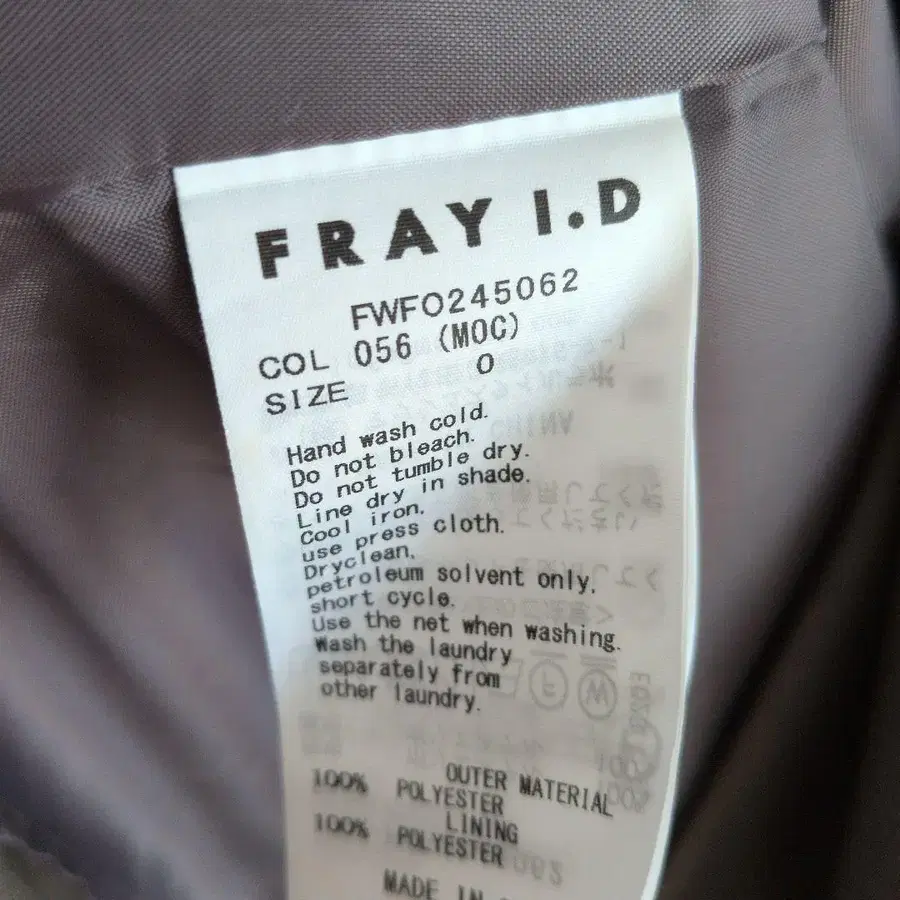 FRAY I.D
FWFO245062
COL 056 (MOC)
SIZE 0
Hand wash cold.
Do not bleach.
Do not tumble dry.
Line dry in shade.
Cool iron.
use press cloth.
Dryclean,
petroleum solvent only,
short cycle.
Use the net when washing.
Wash the laundry
separately from
other laundry.
OUTER MATERIAL
100% POLYESTER
LINING
100% POLYESTER
MADE IN